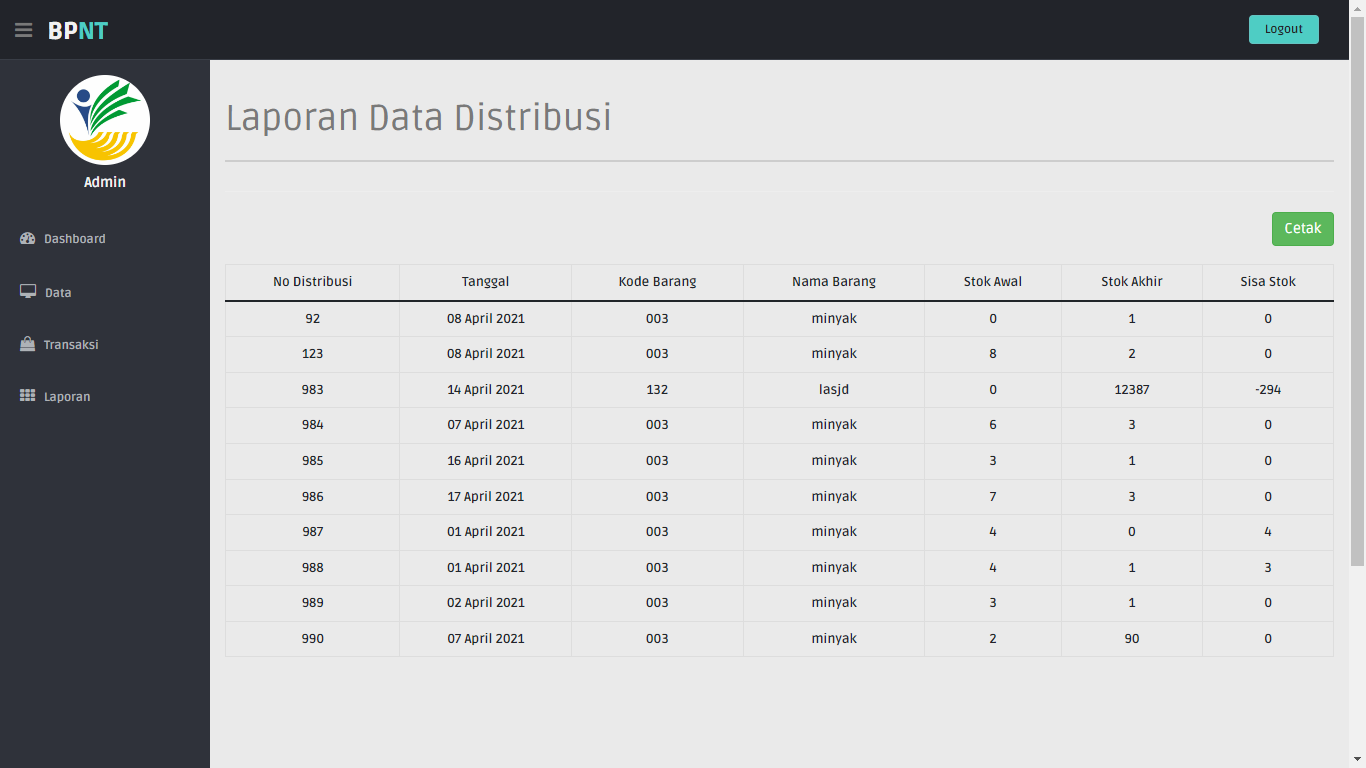 BPNT
Logout
Admin
Dashboard
Data
Transaksi
Laporan
Laporan Data Distribusi
Cetak
No Distribusi Tanggal Kode Barang Nama Barang Stok Awal Stok Akhir Sisa Stok
92 08 April 2021 003 minyak 0 1 0
123 08 April 2021 003 minyak 8 2 0
983 14 April 2021 132 lasjd 0 12387 -294
984 07 April 2021 003 minyak 6 3 0
985 16 April 2021 003 minyak 3 1 0
986 17 April 2021 003 minyak 7 3 0
987 01 April 2021 003 minyak 4 0 4
988 01 April 2021 003 minyak 4 1 3
989 02 April 2021 003 minyak 3 1 0
990 07 April 2021 003 minyak 2 90 0